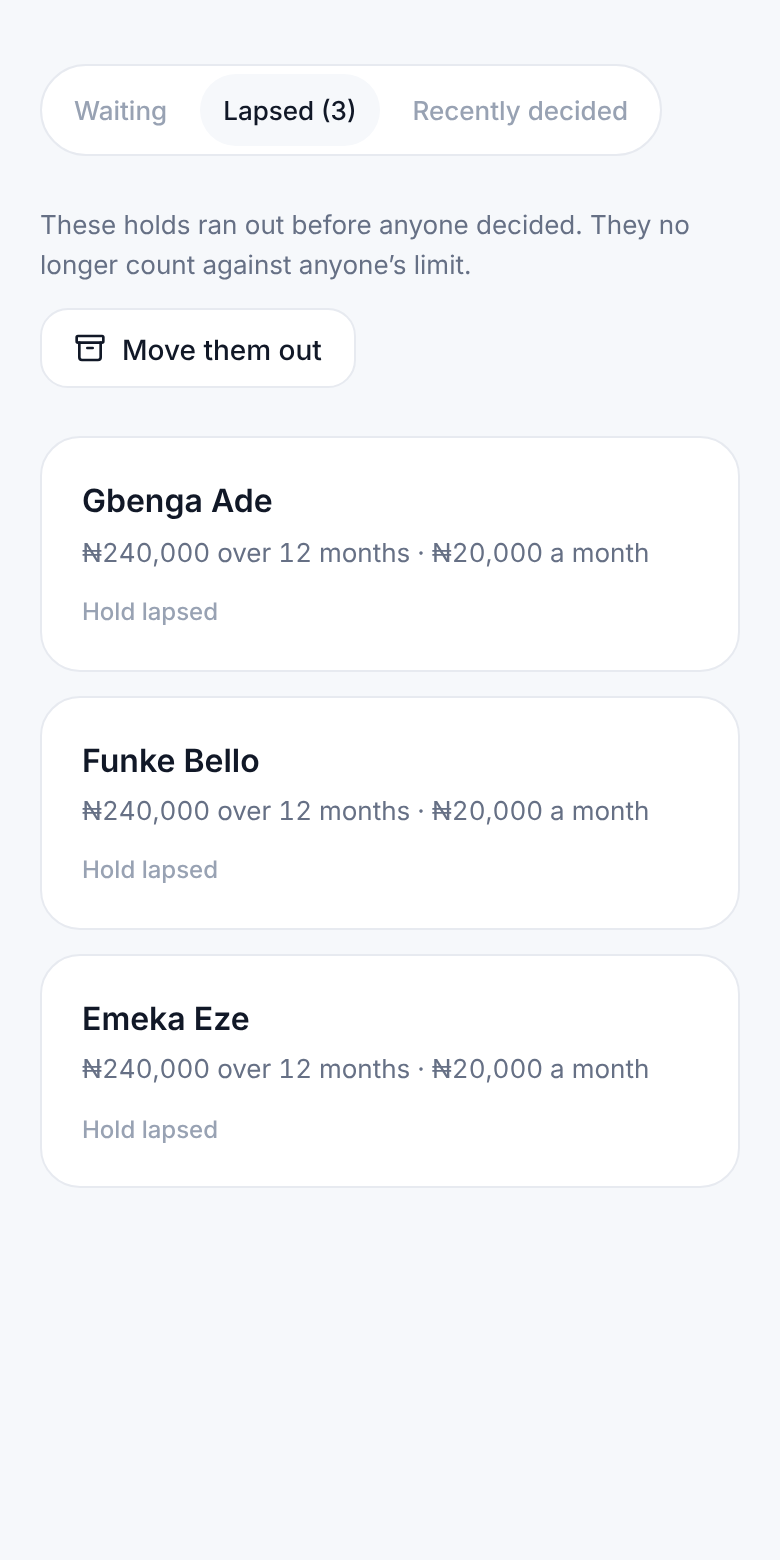 Waiting Lapsed (3) Recently decided
These holds ran out before anyone decided. They no
longer count against anyone’s limit.
Move them out
Gbenga Ade
₦240,000 over 12 months · ₦20,000 a month
Hold lapsed
Funke Bello
₦240,000 over 12 months · ₦20,000 a month
Hold lapsed
Emeka Eze
₦240,000 over 12 months · ₦20,000 a month
Hold lapsed